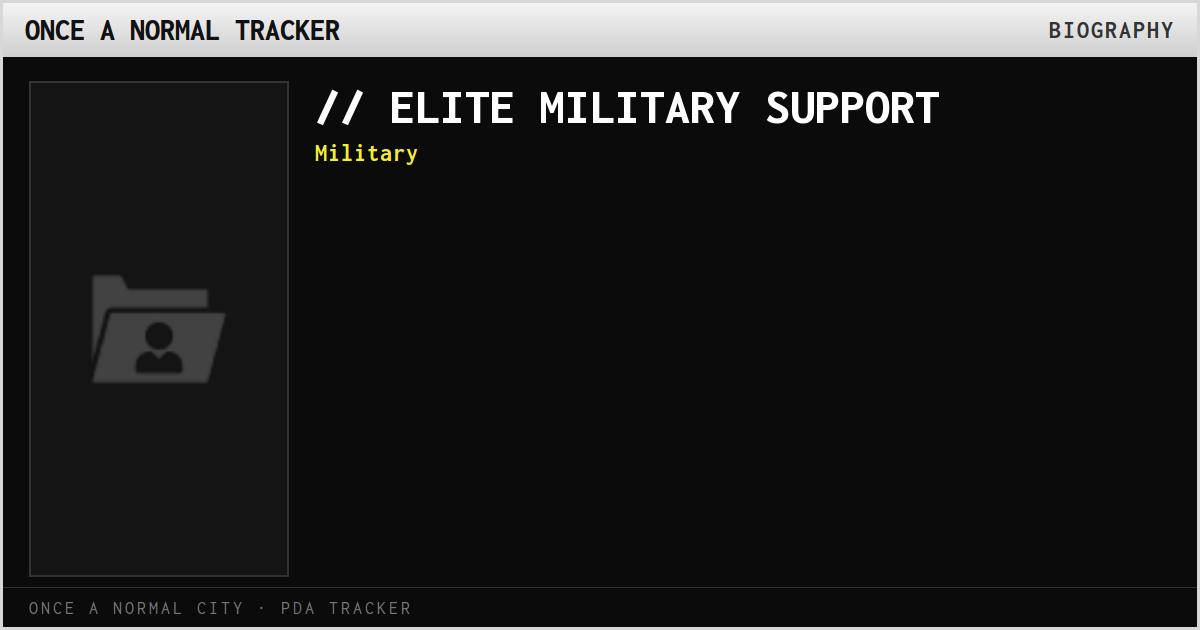 ONCE A NORMAL TRACKER
BIOGRAPHY
// ELITE MILITARY SUPPORT
Military
ONCE A NORMAL CITY · PDA TRACKER